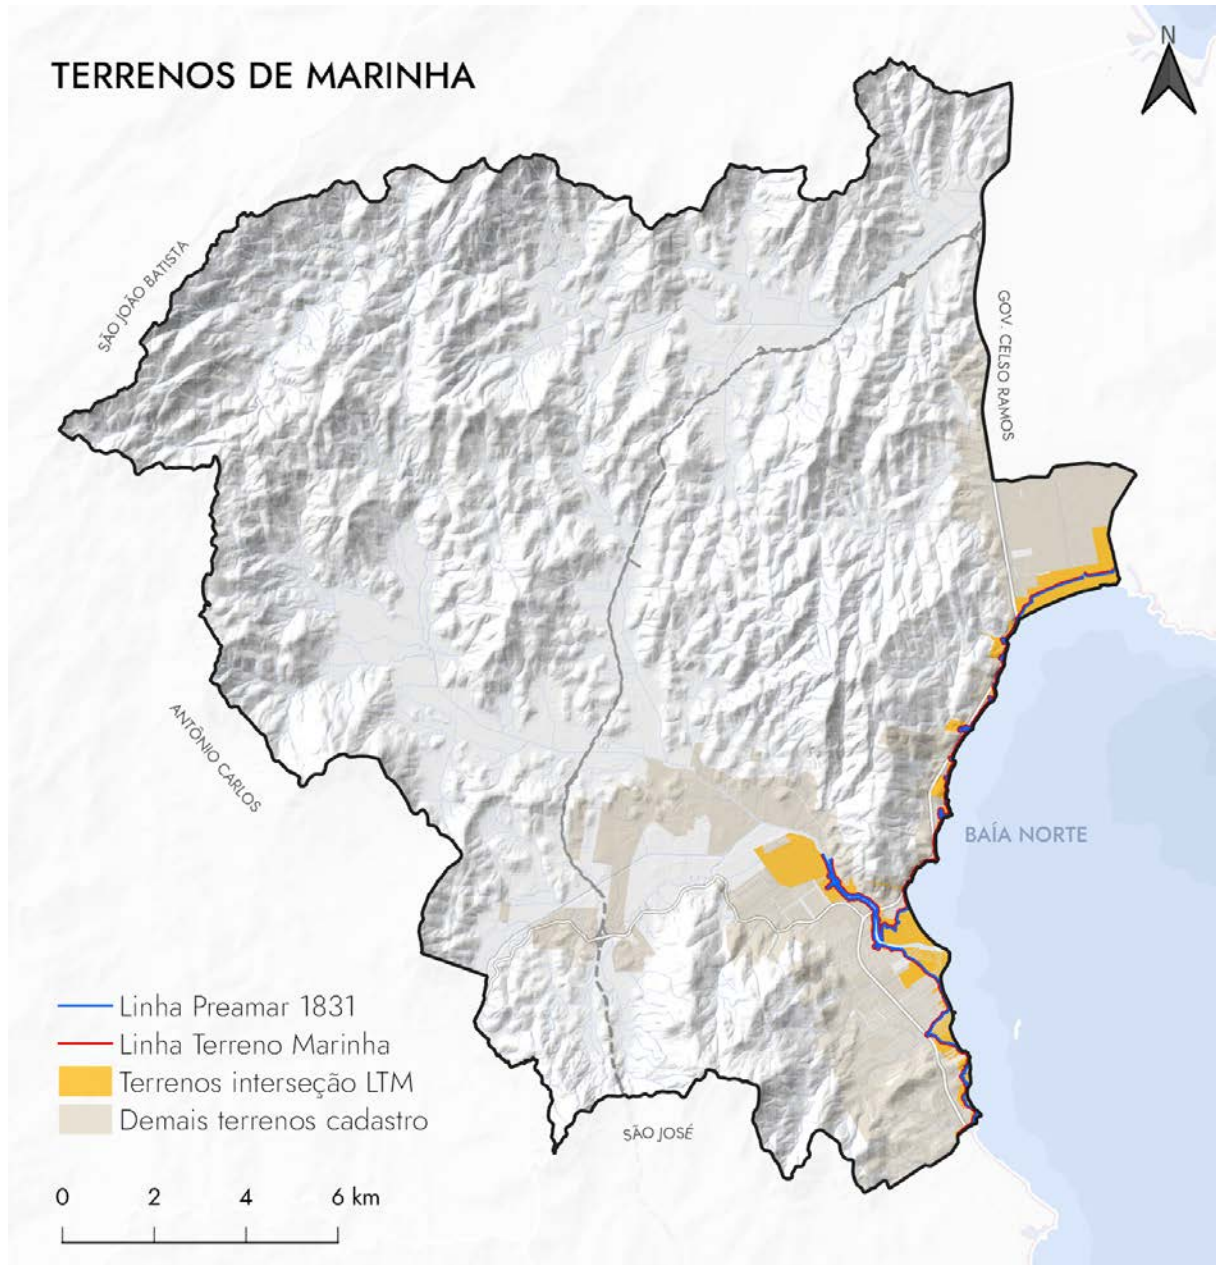 TERRENOS DE MARINHA
N
SÃO JOÃO BATISTA
GOV. CELSO RAMOS
ANTÔNIO CARLOS
BAÍA NORTE
SÃO JOSÉ
Linha Preamar 1831
Linha Terreno Marinha
Terrenos interseção LTM
Demais terrenos cadastro
0 2 4 6 km